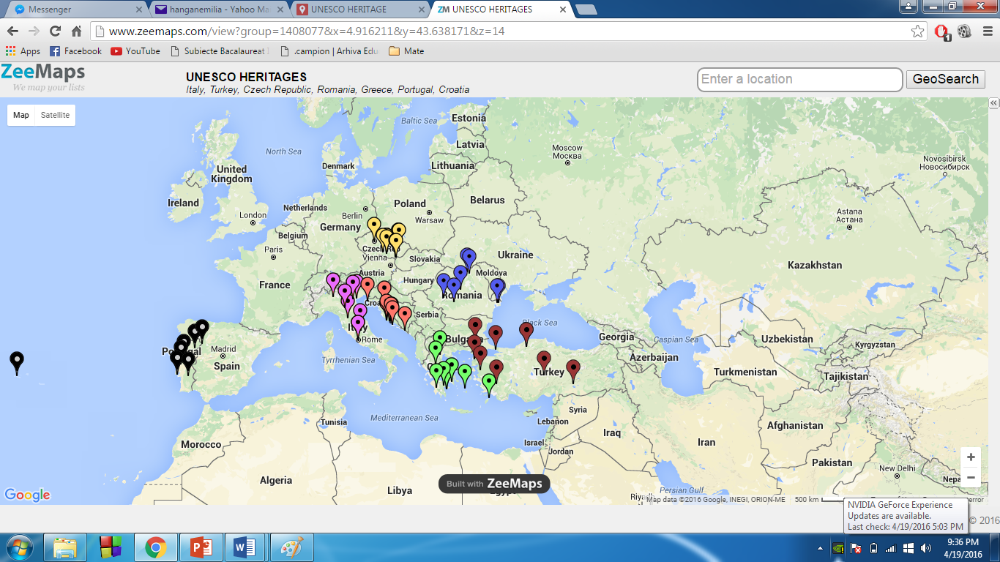 Messenger
hanganemilia - Yahoo Ma
UNESCO HERITAGE
ZM UNESCO HERITAGES
www.zeemaps.com/view?group=1408077&x=4.916211&y=43.638171&z=14
1
Apps
Facebook
YouTube
Subiecte Bacalaureat
.campion | Arhiva Edu
Mate
ZeeMaps
We map your lists
UNESCO HERITAGES
Italy, Turkey, Czech Republic, Romania, Greece, Portugal, Croatia
Enter a location
GeoSearch
Map
Satellite
Baltic Sea
Estonia
Latvia
Moscow
Москва
North Sea
Denmark
Lithuania
Novosibirsk
Новосибирск
United
Kingdom
Ireland
Belarus
Poland
Netherlands
Berlin
London
Warsaw
Astana
Астана
Germany
Belgium
Paris
Czech
Vienna
Slovakia
Ukraine
Kazakhstan
Austria
Moldova
France
Hungary
Romania
Croa
Serbia
Italy
Rome
Black Sea
Bulga
Georgia
Caspian Sea
Uzbekistan
Kyrgyzstan
Madrid
Spain
Portugal
Tyrrhenian Sea
Azerbaijan
Turkey
Turkmenistan
Tajikistan
Mediterranean Sea
Syria
Tunisia
Lebanon
Afghanistan
Iraq
Israel
Jordan
Iran
Morocco
Pakistan
New Delhi
Algeria
Nepa
Libya
Egypt
Persian Gulf
Built with ZeeMaps
Google
Map data ©2016 Google, INEGI, ORION-ME
500 km
NVIDIA GeForce Experience
Updates are available.
Last check: 4/19/2016 5:03 PM
© 2016
9:36 PM
4/19/2016